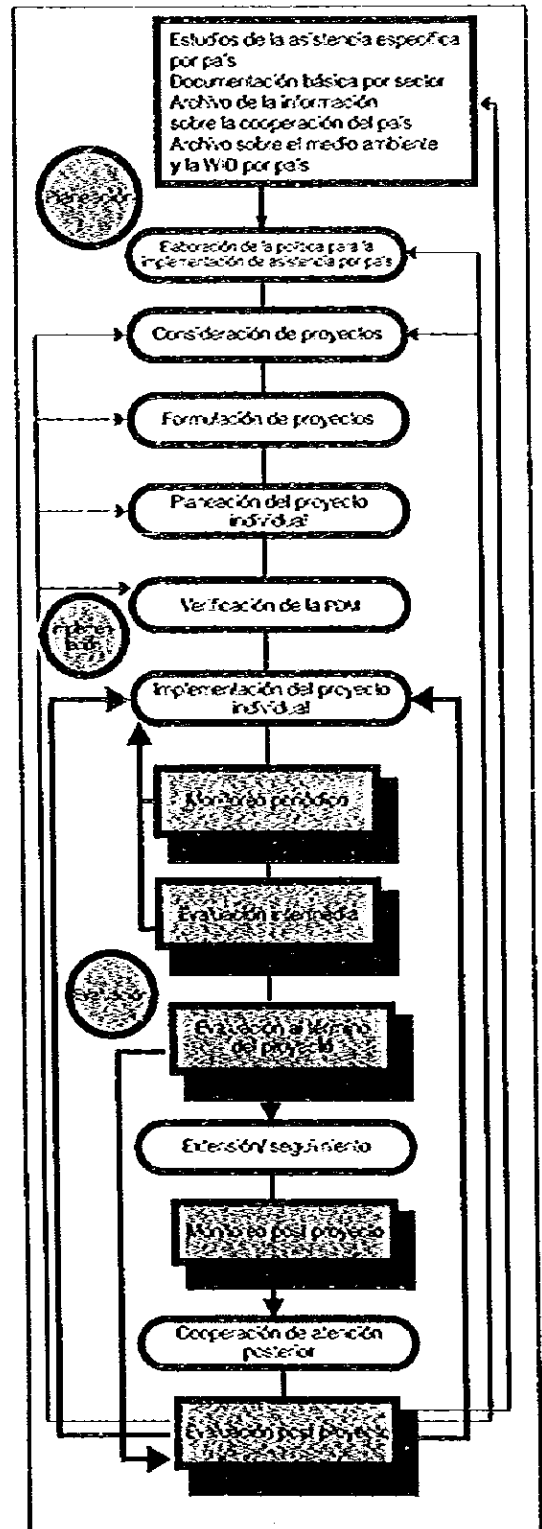 Estudios de la asistencia específica
por país
Documentación básica por sector
Archivo de la información
sobre la cooperación del país
Archivo sobre el medio ambiente
y la WID por país
Planeación
Elaboración de la política para la
implementación de asistencia por país
Consideración de proyectos
Formulación de proyectos
Planeación del proyecto
individual
Verificación de la PDM
Implementación del proyecto
individual
Monitoreo periódico
Evaluación intermedia
Evaluación
Evaluación al término
del proyecto
Extensión/seguimiento
Monitoreo post proyecto
Cooperación de atención
posterior
Evaluación post proyecto